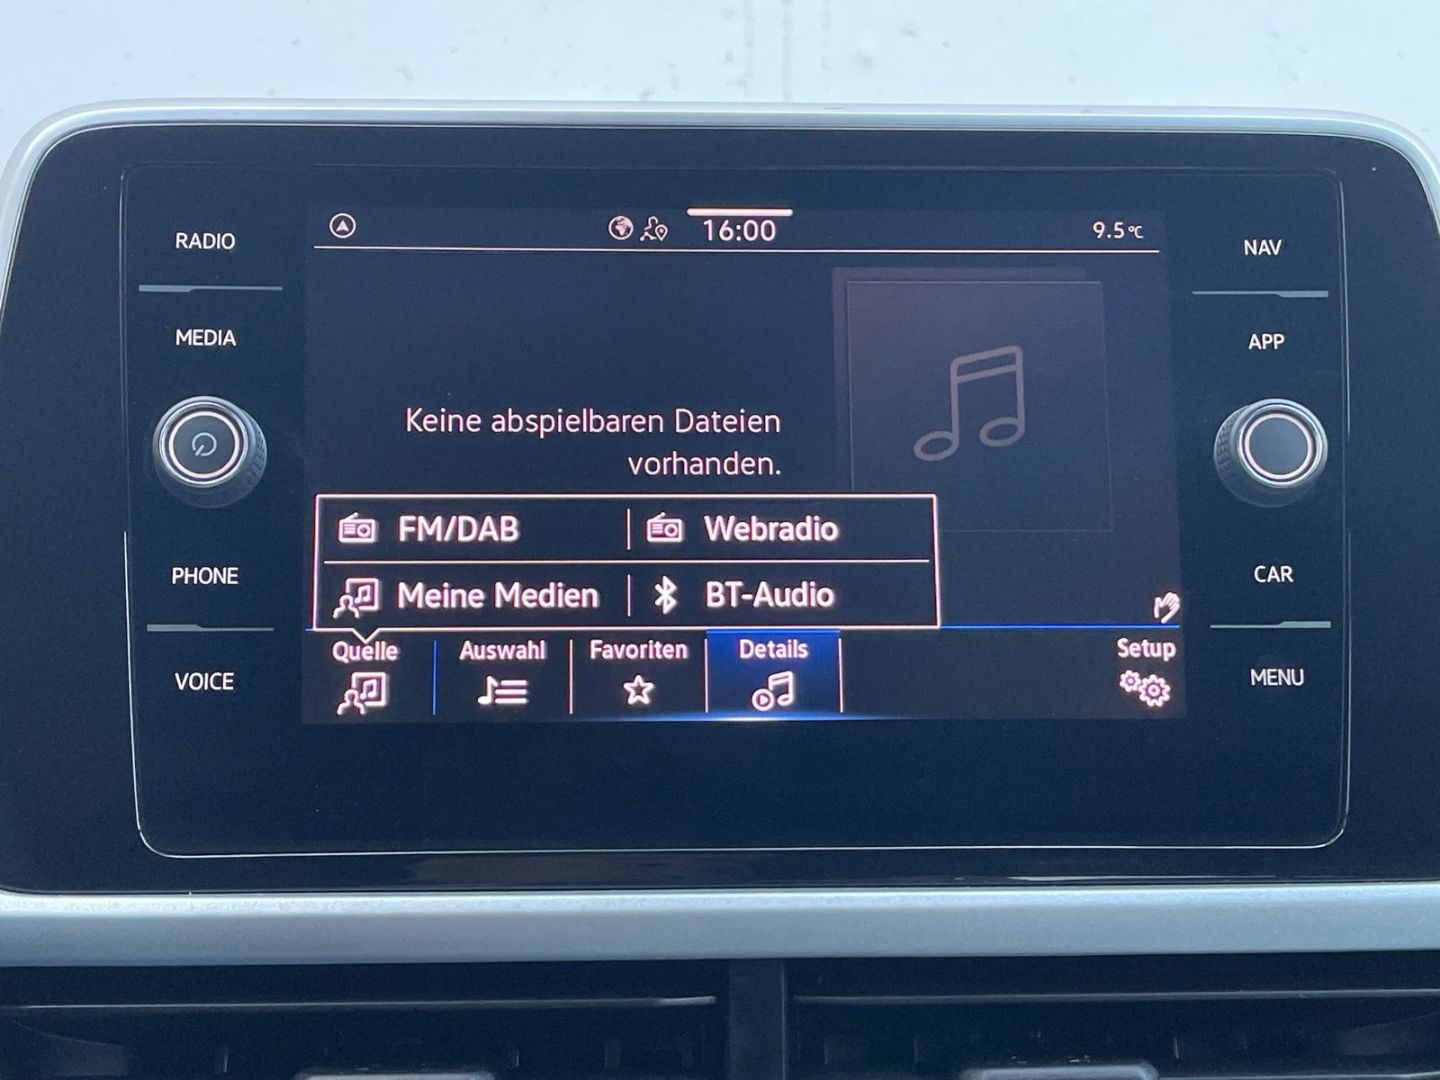 RADIO
MEDIA
PHONE
VOICE
16:00
9.5°C
Keine abspielbaren Dateien
vorhanden.
FM/DAB
Webradio
Meine Medien
BT-Audio
Quelle
Auswahl
Favoriten
Details
Setup
NAV
APP
CAR
MENU